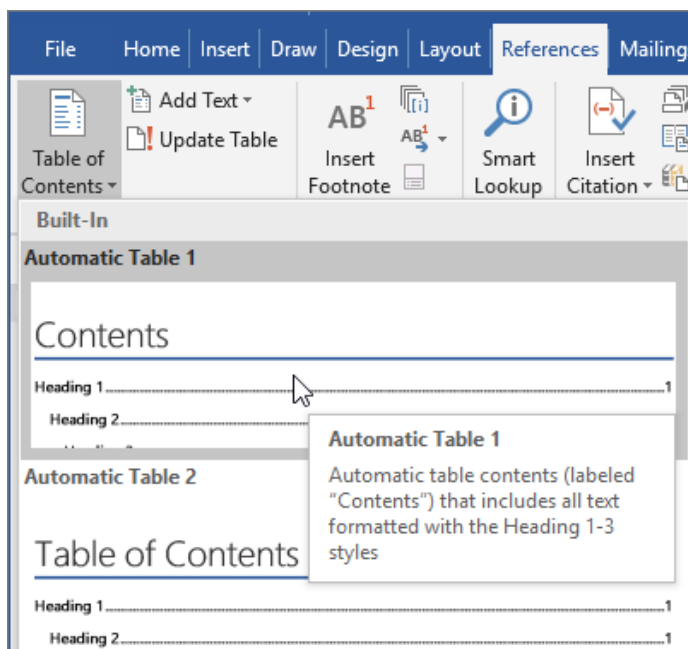 File Home Insert Draw Design Layout References Mailing
Table of Contents
Add Text
Update Table
AB1
Insert Footnote
[i]
AB1
Smart Lookup
(-)
Insert Citation
Built-In
Automatic Table 1
Contents
Heading 1 1
Heading 2
Automatic Table 1
Automatic table contents (labeled
“Contents”) that includes all text
formatted with the Heading 1-3
styles
Automatic Table 2
Table of Contents
Heading 1 1
Heading 2 1